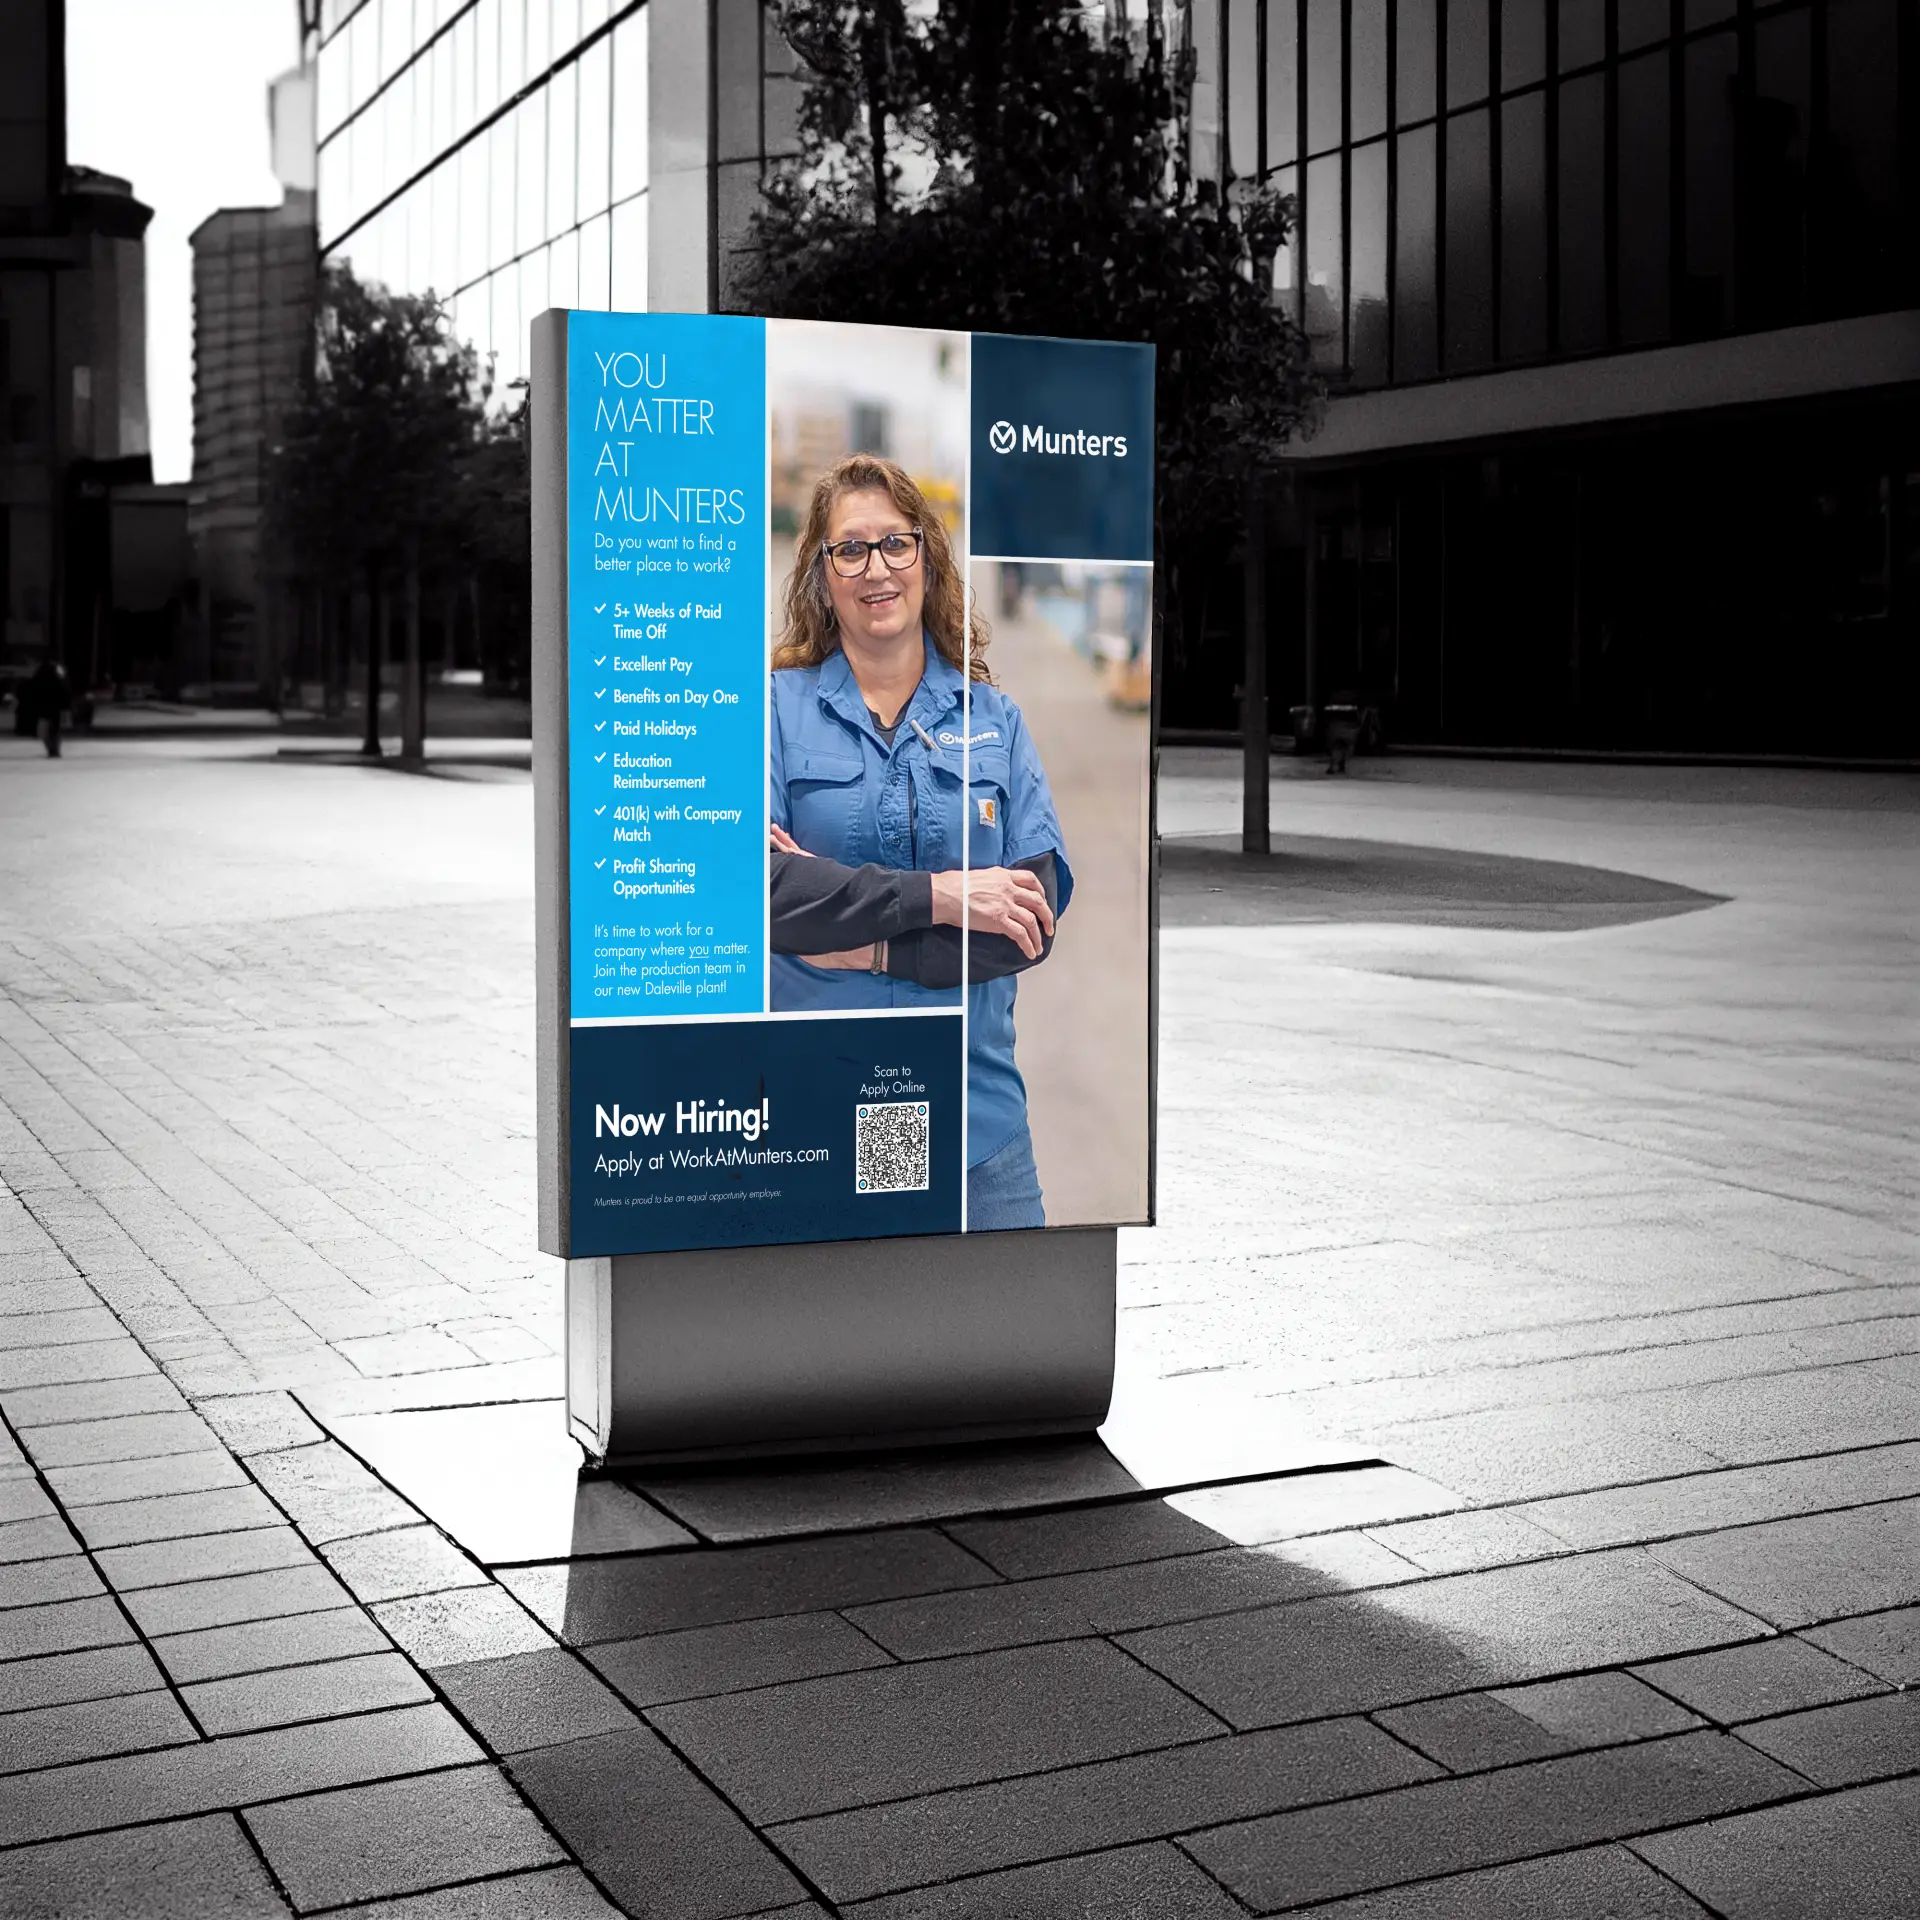 YOU
MATTER
AT
MUNTERS
Do you want to find a
better place to work?
5+ Weeks of Paid
Time Off
Excellent Pay
Benefits on Day One
Paid Holidays
Education
Reimbursement
401(k) with Company
Match
Profit Sharing
Opportunities
It's time to work for a
company where you matter.
Join the production team in
our new Daleville plant!
Munters
Munters
Scan to
Apply Online
Now Hiring!
Apply at WorkAtMunters.com
Munters is proud to be an equal opportunity employer.